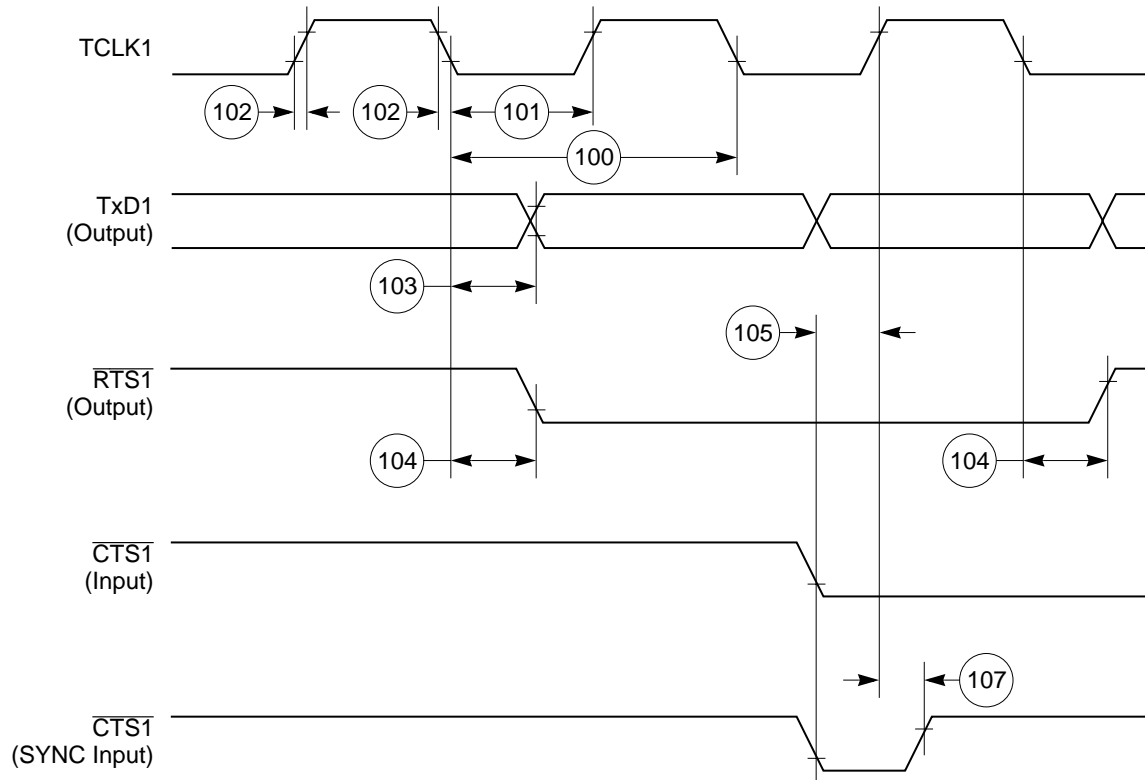 TCLK1
102
102
101
100
TxD1
(Output)
103
105
RTS1
(Output)
104
104
CTS1
(Input)
107
CTS1
(SYNC Input)